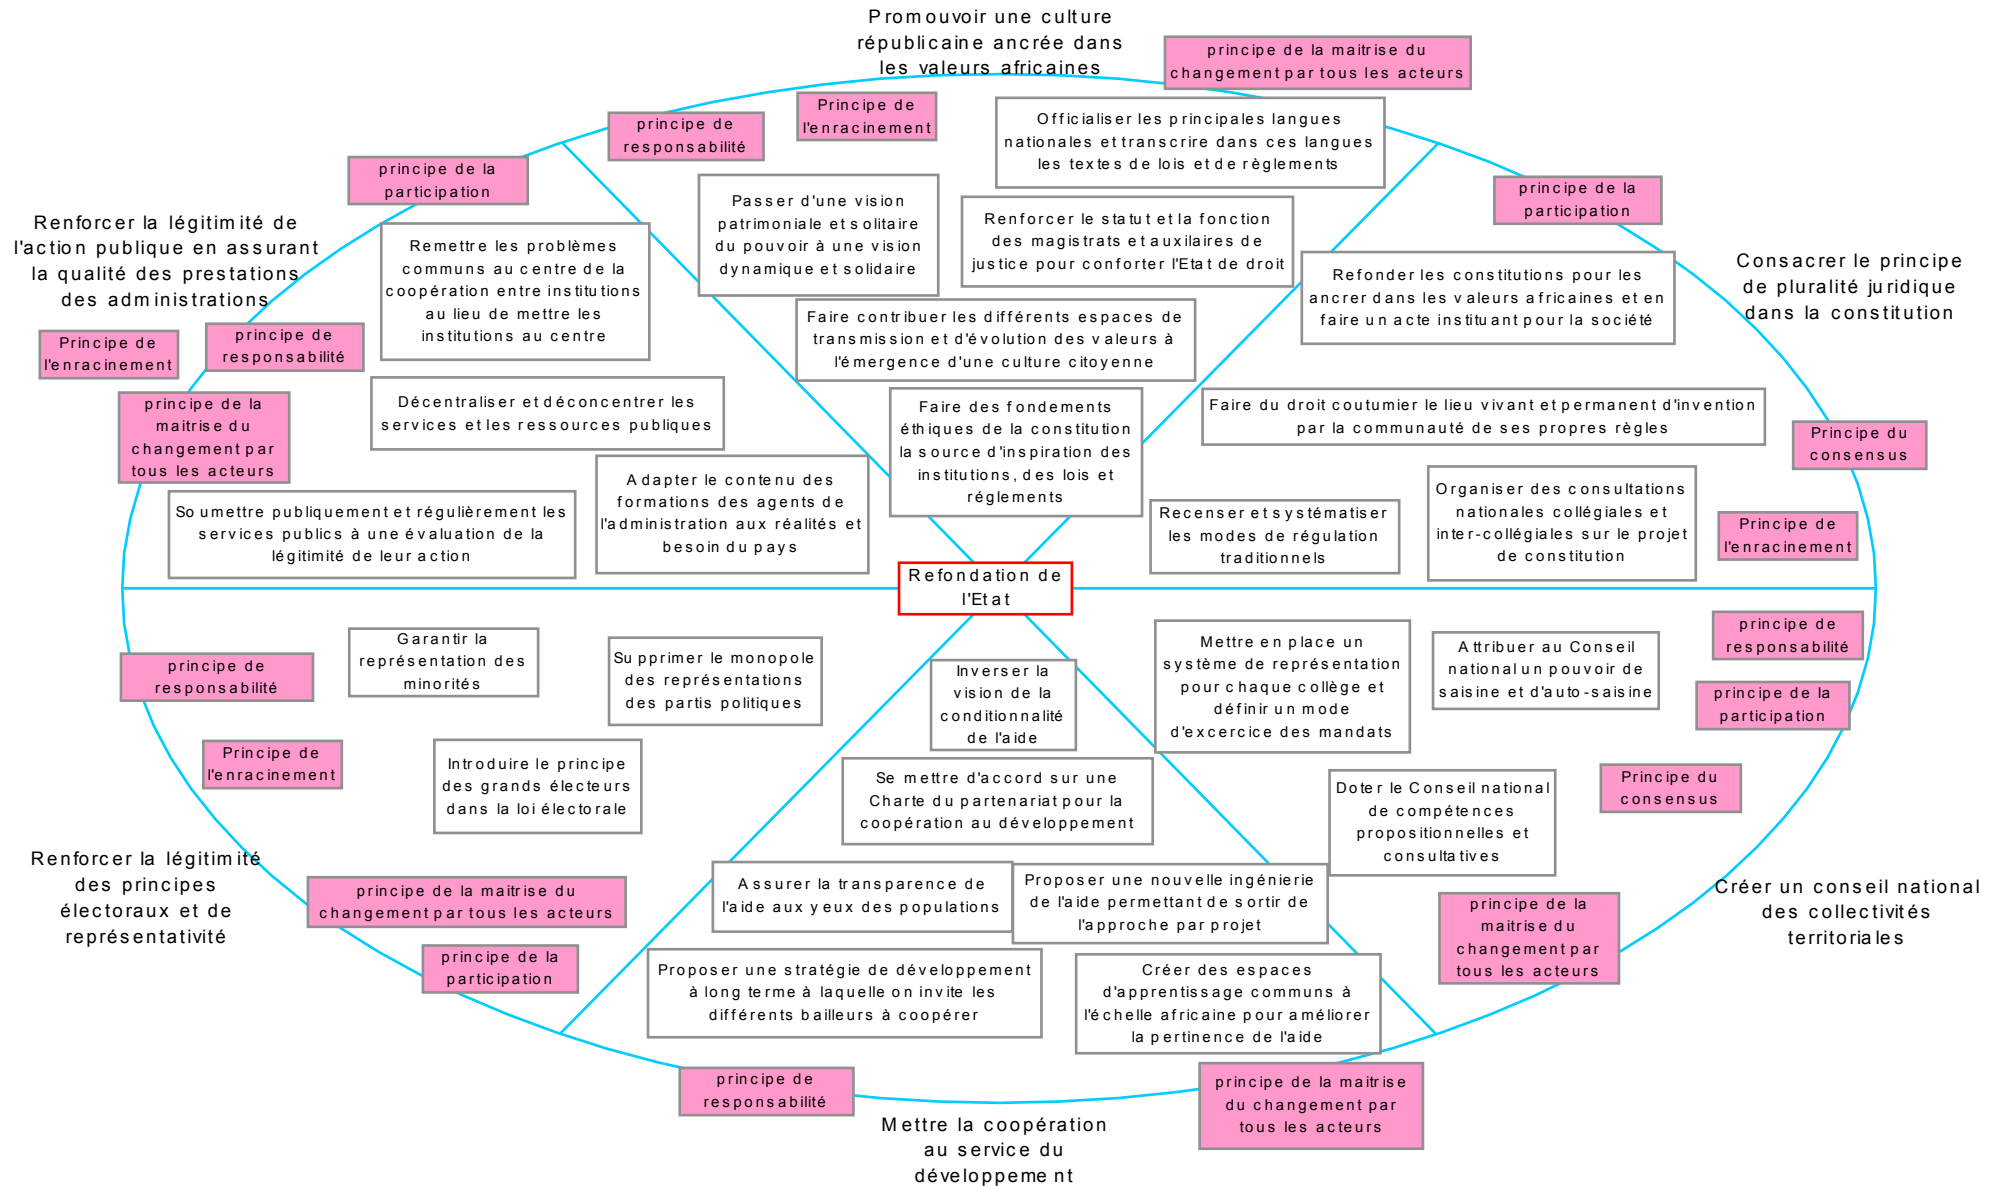 Promouvoir une culture
républicaine ancrée dans
les valeurs africaines
principe de la maitrise du
changement par tous les acteurs
Principe de
l'enracinement
principe de
responsabilité
Officialiser les principales langues
nationales et transcrire dans ces langues
les textes de lois et de règlements
principe de la
participation
Passer d'une vision
patrimoniale et solitaire
du pouvoir à une vision
dynamique et solidaire
Renforcer le statut et la fonction
des magistrats et auxilaires de
justice pour conforter l'Etat de droit
principe de la
participation
Renforcer la légitimité de
l'action publique en assurant
la qualité des prestations
des administrations
Remettre les problèmes
communs au centre de la
coopération entre institutions
au lieu de mettre les
institutions au centre
Refonder les constitutions pour les
ancrer dans les valeurs africaines et en
faire un acte instituant pour la société
Consacrer le principe
de pluralité juridique
dans la constitution
Faire contribuer les différents espaces de
transmission et d'évolution des valeurs à
l'émergence d'une culture citoyenne
Principe de
l'enracinement
principe de
responsabilité
principe de la
maitrise du
changement par
tous les acteurs
Décentraliser et déconcentrer les
services et les ressources publiques
Faire des fondements
éthiques de la constitution
la source d'inspiration des
institutions, des lois et
réglements
Faire du droit coutumier le lieu vivant et permanent d'invention
par la communauté de ses propres règles
Principe du
consensus
Soumettre publiquement et régulièrement les
services publics à une évaluation de la
légitimité de leur action
Adapter le contenu des
formations des agents de
l'administration aux réalités et
besoin du pays
Recenser et systématiser
les modes de régulation
traditionnels
Organiser des consultations
nationales collégiales et
inter-collégiales sur le projet
de constitution
Principe de
l'enracinement
Refondation de
l'Etat
principe de
responsabilité
Garantir la
représentation des
minorités
Supprimer le monopole
des représentations
des partis politiques
Inverser la
vision de la
conditionnalité
de l'aide
Mettre en place un
système de représentation
pour chaque collège et
définir un mode
d'excercice des mandats
Attribuer au Conseil
national un pouvoir de
saisine et d'auto-saisine
principe de
responsabilité
principe de la
participation
Principe de
l'enracinement
Introduire le principe
des grands électeurs
dans la loi électorale
Se mettre d'accord sur une
Charte du partenariat pour la
coopération au développement
Doter le Conseil national
de compétences
propositionnelles et
consultatives
Principe du
consensus
Renforcer la légitimité
des principes
électoraux et de
représentativité
principe de la maitrise du
changement par tous les acteurs
Assurer la transparence de
l'aide aux yeux des populations
Proposer une nouvelle ingénierie
de l'aide permettant de sortir de
l'approche par projet
principe de la
maitrise du
changement par
tous les acteurs
Créer un conseil national
des collectivités
territoriales
principe de la
participation
Proposer une stratégie de développement
à long terme à laquelle on invite les
différents bailleurs à coopérer
Créer des espaces
d'apprentissage communs à
l'échelle africaine pour améliorer
la pertinence de l'aide
principe de
responsabilité
principe de la maitrise
du changement par
tous les acteurs
Mettre la coopération
au service du
développement